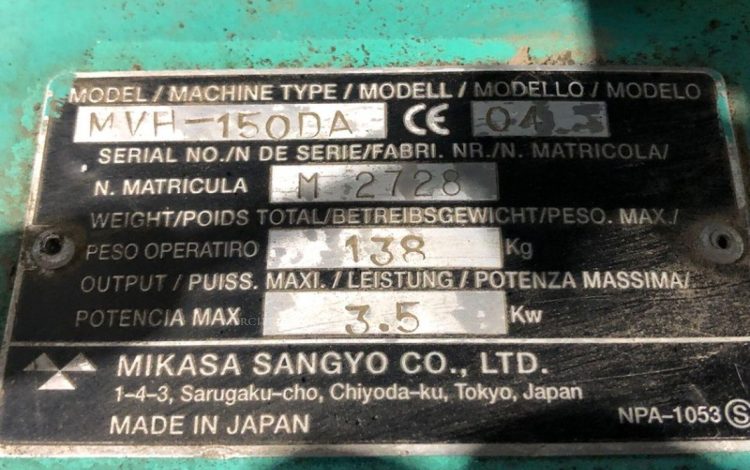 MODEL / MACHINE TYPE / MODELL / MODELLO / MODELO
MVH-150DA CE 04
SERIAL NO./N DE SERIE/FABRI. NR./N. MATRICOLA/
N. MATRICULA M 2728
WEIGHT/POIDS TOTAL/BETREIBSGEWICHT/PESO. MAX./
PESO OPERATIRO 138 Kg
OUTPUT / PUISS. MAXI. / LEISTUNG / POTENZA MASSIMA/
POTENCIA MAX 3.5 Kw
MIKASA SANGYO CO., LTD.
1-4-3, Sarugaku-cho, Chiyoda-ku, Tokyo, Japan
MADE IN JAPAN NPA-1053 S